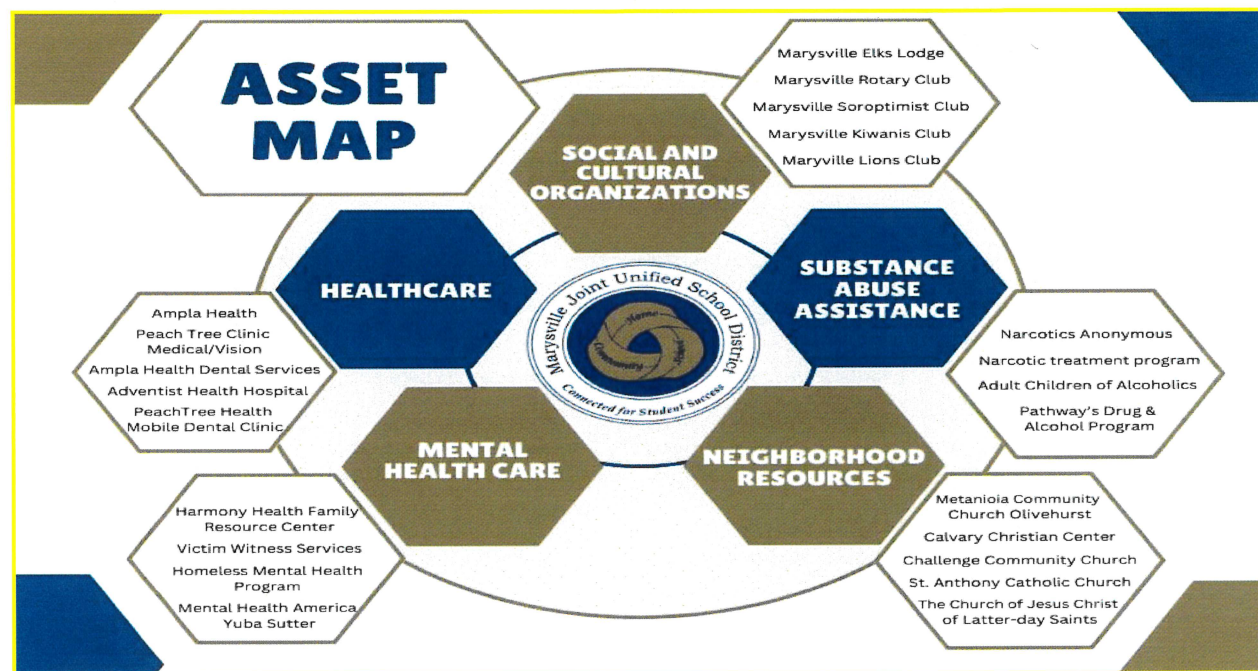 ASSET
MAP
SOCIAL AND
CULTURAL
ORGANIZATIONS
Marysville Elks Lodge
Marysville Rotary Club
Marysville Soroptimist Club
Marysville Kiwanis Club
Maryville Lions Club
HEALTHCARE
Ampla Health
Peach Tree Clinic
Medical/Vision
Ampla Health Dental Services
Adventist Health Hospital
PeachTree Health
Mobile Dental Clinic
SUBSTANCE
ABUSE
ASSISTANCE
Narcotics Anonymous
Narcotic treatment program
Adult Children of Alcoholics
Pathway's Drug &
Alcohol Program
Marysville Joint Unified School District
Home
Community
School
Connected for Student Success
MENTAL
HEALTH CARE
Harmony Health Family
Resource Center
Victim Witness Services
Homeless Mental Health
Program
Mental Health America
Yuba Sutter
NEIGHBORHOOD
RESOURCES
Metanioia Community
Church Olivehurst
Calvary Christian Center
Challenge Community Church
St. Anthony Catholic Church
The Church of Jesus Christ
of Latter-day Saints